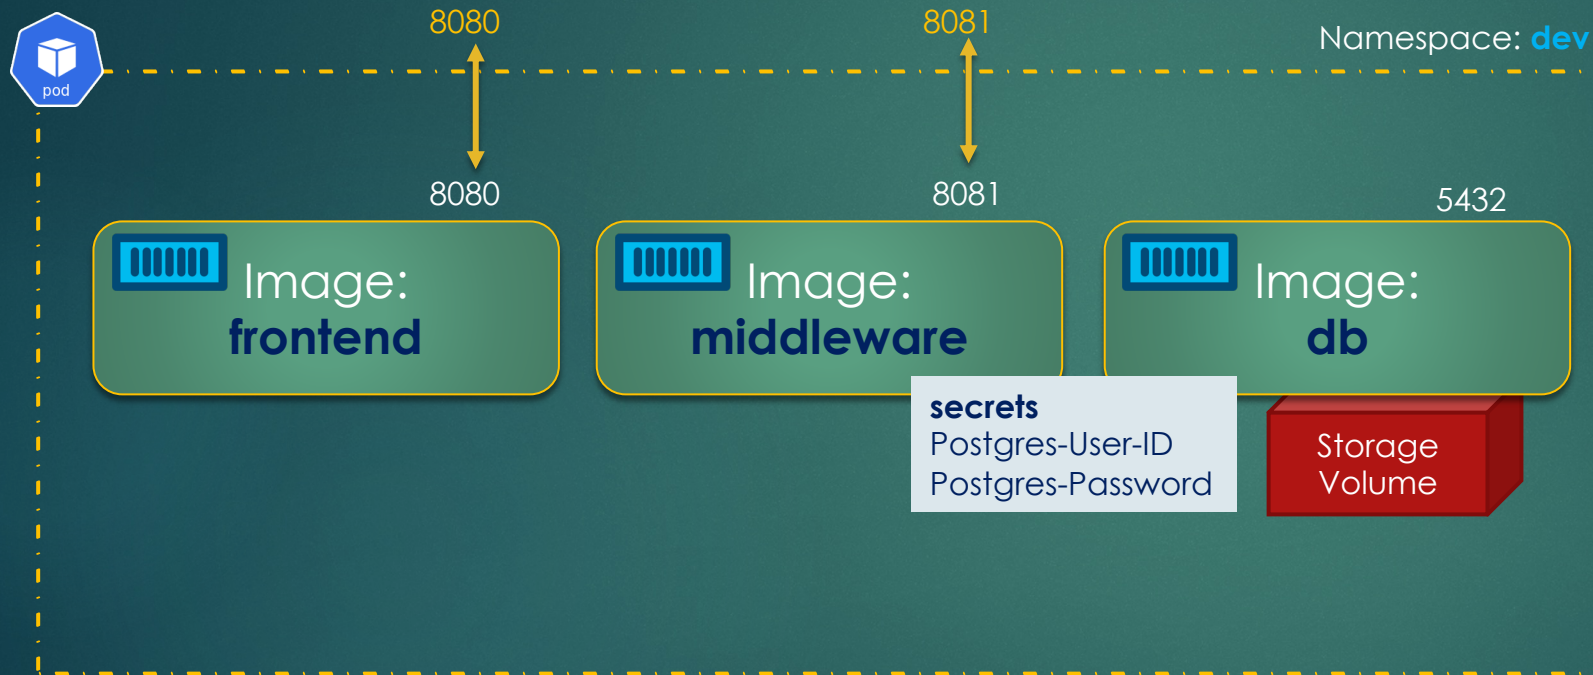 8080
8081
Namespace: dev
pod
8080
8081
5432
Image:
frontend
Image:
middleware
Image:
db
secrets
Postgres-User-ID
Postgres-Password
Storage
Volume